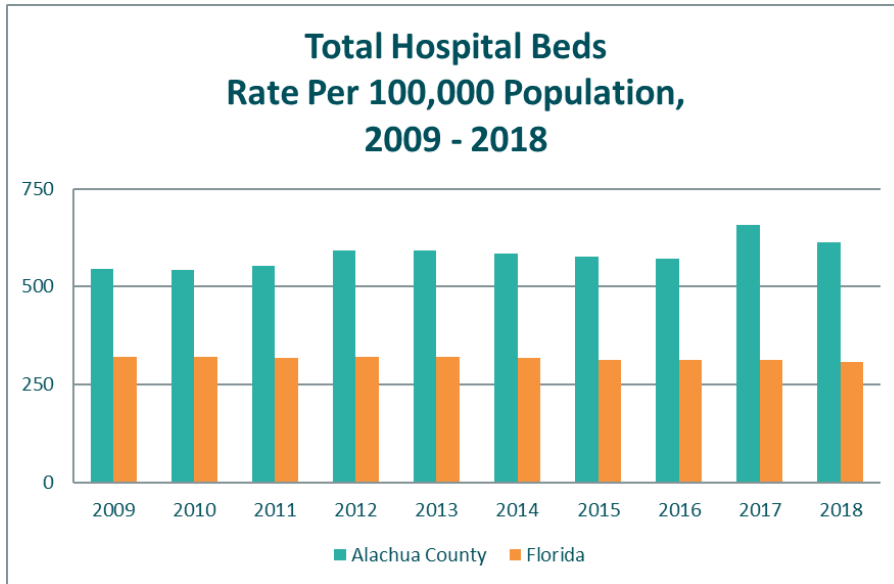 Total Hospital Beds
Rate Per 100,000 Population,
2009 - 2018
750
500
250
0
2009 2010 2011 2012 2013 2014 2015 2016 2017 2018
Alachua County Florida